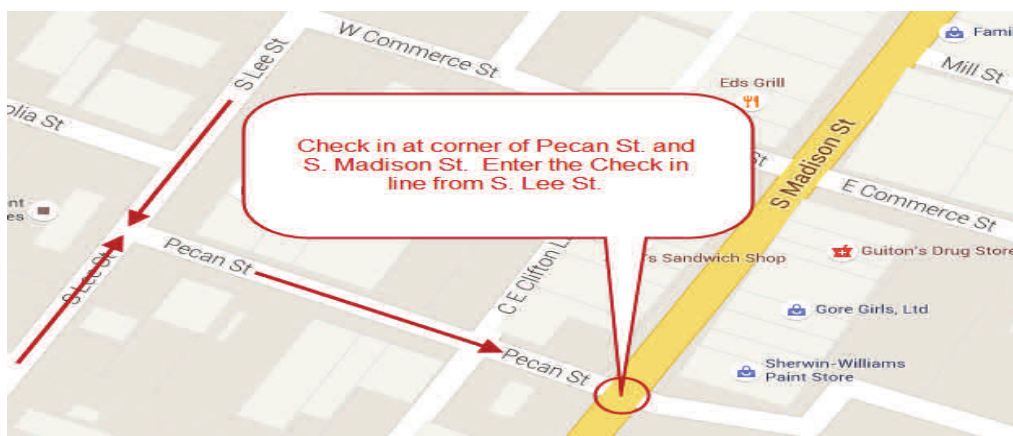 W Commerce St
S Lee St
Fami
Mill St
Eds Grill
olia St
Check in at corner of Pecan St. and
S. Madison St. Enter the Check in
line from S. Lee St.
St
S Madison St
E Commerce St
nt
es
Pecan St
S Lee St
C E Clifton L
's Sandwich Shop
Guiton's Drug Store
Gore Girls, Ltd
Pecan St
Sherwin-Williams
Paint Store